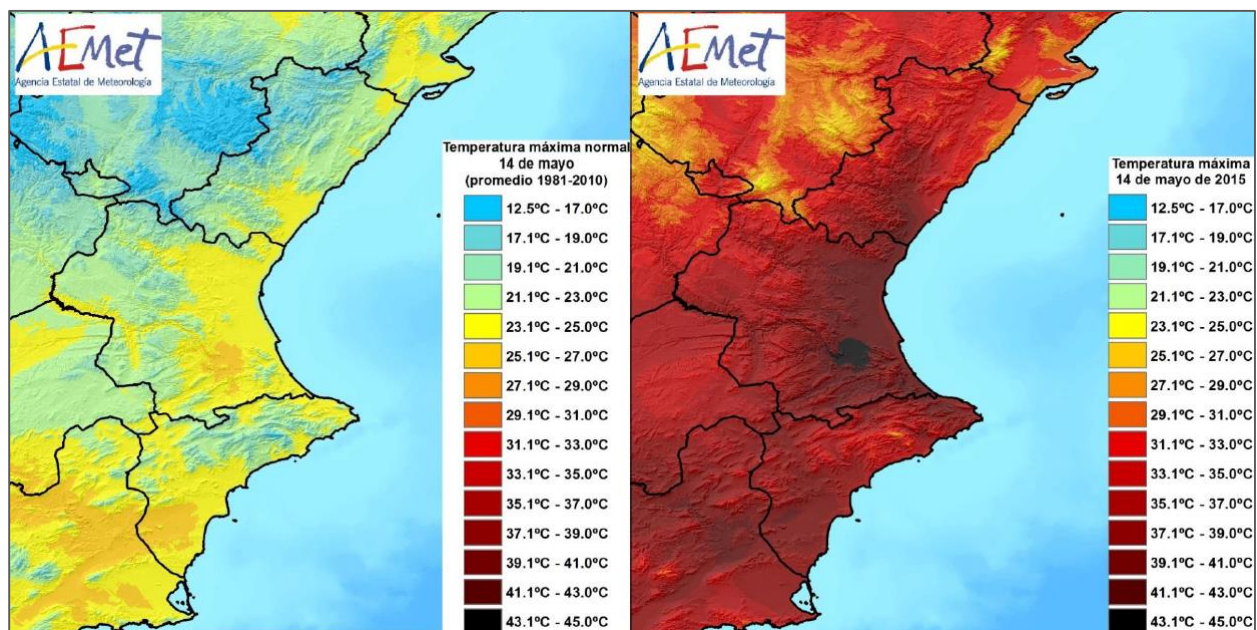 AEMet
Agencia Estatal de Meteorología
Temperatura máxima normal
14 de mayo
(promedio 1981-2010)
12.5ºC - 17.0ºC
17.1ºC - 19.0ºC
19.1ºC - 21.0ºC
21.1ºC - 23.0ºC
23.1ºC - 25.0ºC
25.1ºC - 27.0ºC
27.1ºC - 29.0ºC
29.1ºC - 31.0ºC
31.1ºC - 33.0ºC
33.1ºC - 35.0ºC
35.1ºC - 37.0ºC
37.1ºC - 39.0ºC
39.1ºC - 41.0ºC
41.1ºC - 43.0ºC
43.1ºC - 45.0ºC
AEMet
Agencia Estatal de Meteorología
Temperatura máxima
14 de mayo de 2015
12.5ºC - 17.0ºC
17.1ºC - 19.0ºC
19.1ºC - 21.0ºC
21.1ºC - 23.0ºC
23.1ºC - 25.0ºC
25.1ºC - 27.0ºC
27.1ºC - 29.0ºC
29.1ºC - 31.0ºC
31.1ºC - 33.0ºC
33.1ºC - 35.0ºC
35.1ºC - 37.0ºC
37.1ºC - 39.0ºC
39.1ºC - 41.0ºC
41.1ºC - 43.0ºC
43.1ºC - 45.0ºC